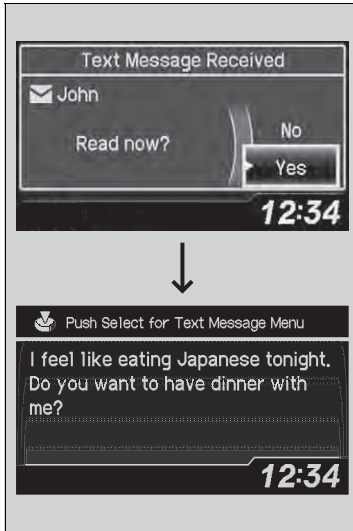 Text Message Received
John
Read now?
No
Yes
12:34
Push Select for Text Message Menu
I feel like eating Japanese tonight.
Do you want to have dinner with
me?
12:34